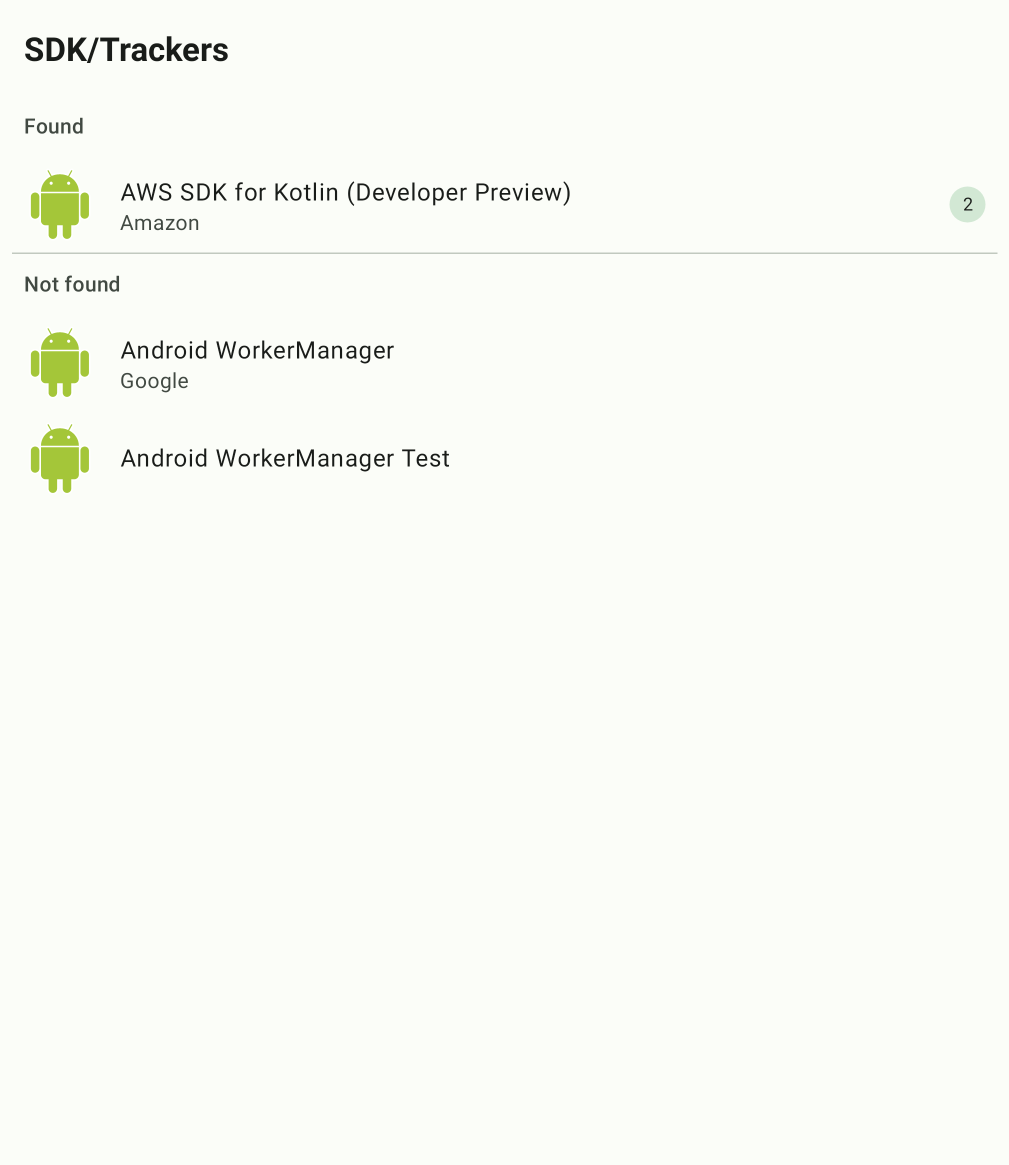 SDK/Trackers
Found
AWS SDK for Kotlin (Developer Preview)
Amazon
2
Not found
Android WorkerManager
Google
Android WorkerManager Test